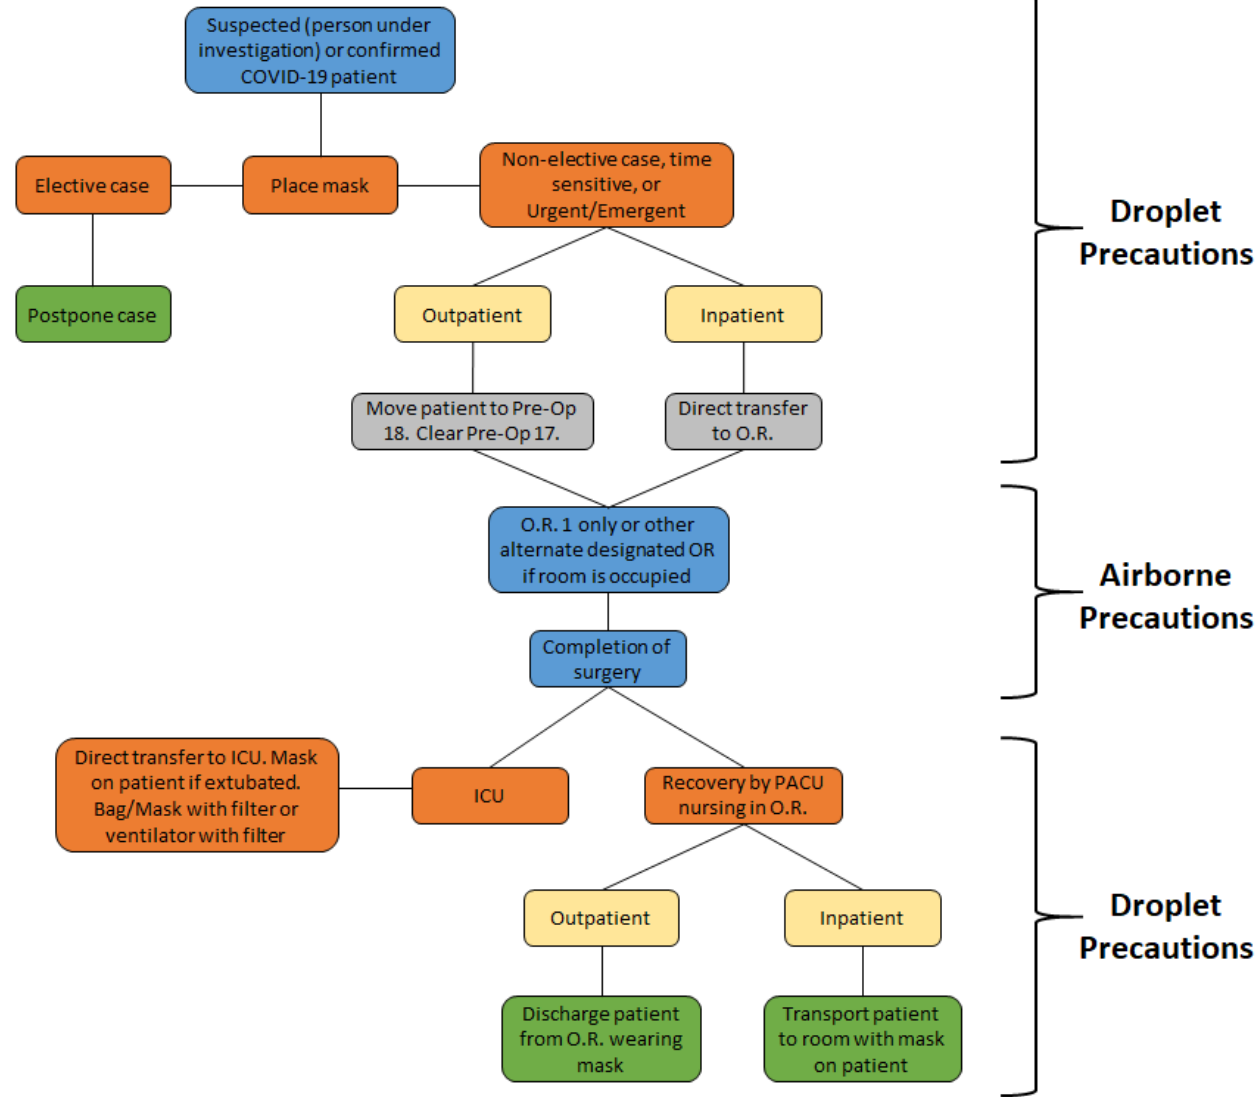 Suspected (person under
investigation) or confirmed
COVID-19 patient
Elective case
Place mask
Non-elective case, time
sensitive, or
Urgent/Emergent
Droplet
Precautions
Postpone case
Outpatient
Inpatient
Move patient to Pre-Op
18. Clear Pre-Op 17.
Direct transfer
to O.R.
O.R. 1 only or other
alternate designated OR
if room is occupied
Airborne
Precautions
Completion of
surgery
Direct transfer to ICU. Mask
on patient if extubated.
Bag/Mask with filter or
ventilator with filter
ICU
Recovery by PACU
nursing in O.R.
Outpatient
Inpatient
Droplet
Precautions
Discharge patient
from O.R. wearing
mask
Transport patient
to room with mask
on patient